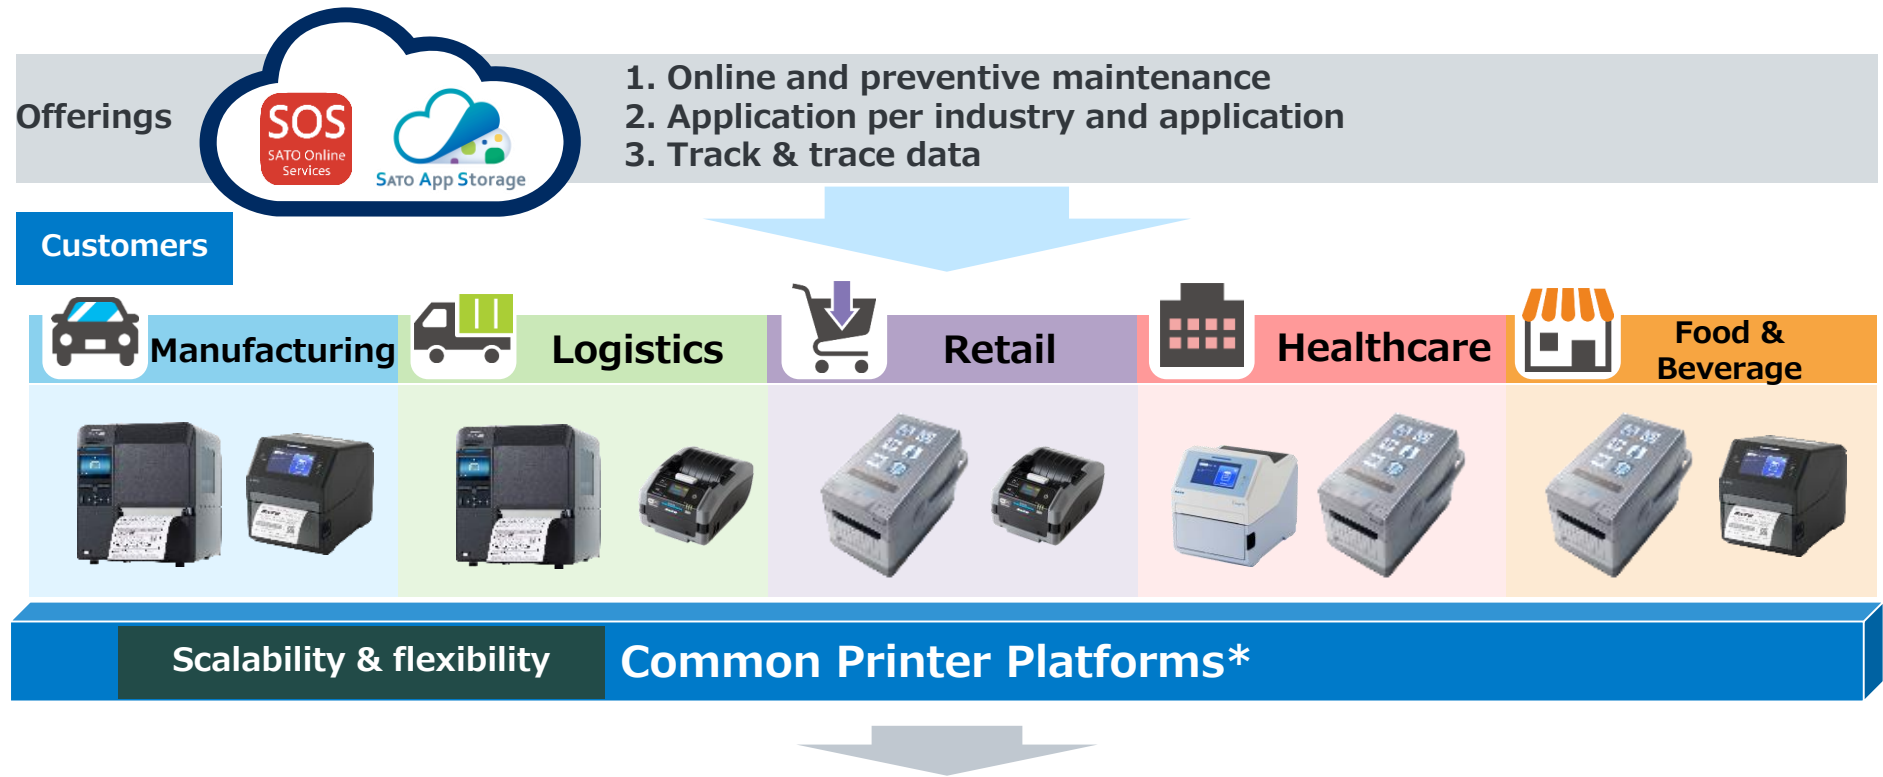 Offerings
SOS
SATO Online
Services
SATO App Storage
1. Online and preventive maintenance
2. Application per industry and application
3. Track & trace data
Customers
Manufacturing
Logistics
Retail
Healthcare
Food &
Beverage
Scalability & flexibility
Common Printer Platforms*